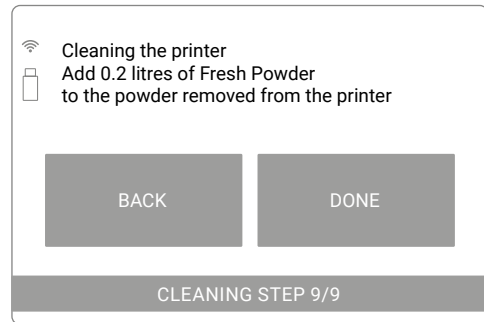 Cleaning the printer
Add 0.2 litres of Fresh Powder
to the powder removed from the printer
BACK
DONE
CLEANING STEP 9/9